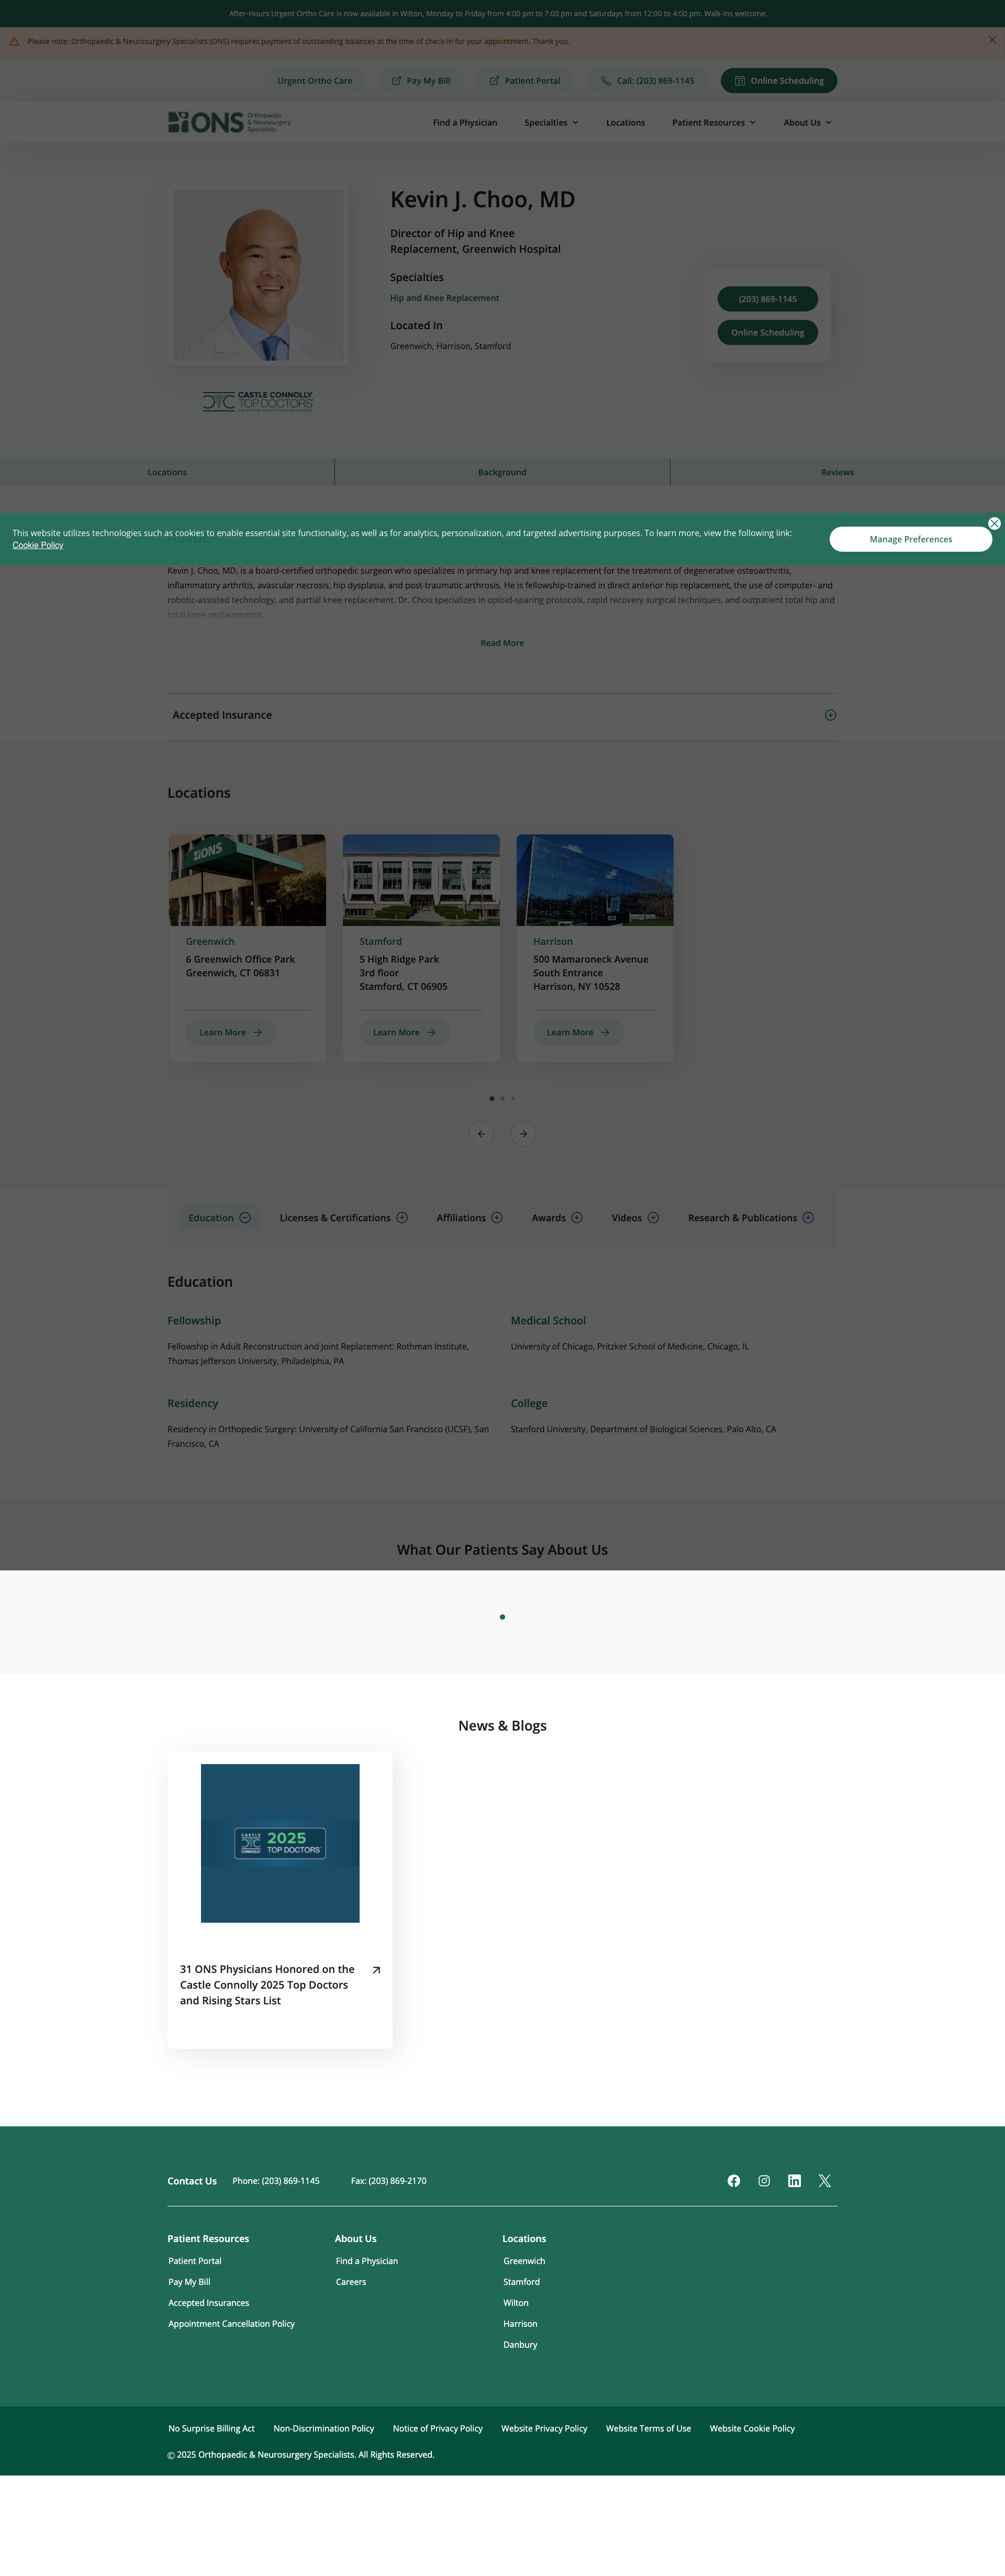 After-Hours Urgent Ortho Care is now available in Wilton, Monday to Friday from 4:00 pm to 7:00 pm and Saturdays from 12:00 to 4:00 pm. Walk-ins welcome.
Please note: Orthopaedic & Neurosurgery Specialists (ONS) requires payment of outstanding balances at the time of check-in for your appointment. Thank you.
Urgent Ortho Care
Pay My Bill
Patient Portal
Call: (203) 869-1145
Online Scheduling
ONS Orthopaedic & Neurosurgery Specialists
Find a Physician
Specialties
Locations
Patient Resources
About Us
Kevin J. Choo, MD
Director of Hip and Knee
Replacement, Greenwich Hospital
Specialties
Hip and Knee Replacement
Located In
Greenwich, Harrison, Stamford
(203) 869-1145
Online Scheduling
CASTLE CONNOLLY
TOP DOCTORS
Locations
Background
Reviews
This website utilizes technologies such as cookies to enable essential site functionality, as well as for analytics, personalization, and targeted advertising purposes. To learn more, view the following link:
Cookie Policy
Manage Preferences
Kevin J. Choo, MD, is a board-certified orthopedic surgeon who specializes in primary hip and knee replacement for the treatment of degenerative osteoarthritis,
inflammatory arthritis, avascular necrosis, hip dysplasia, and post-traumatic arthritis. He is fellowship-trained in direct anterior hip replacement, the use of computer- and
robotic-assisted technology, and partial knee replacement. Dr. Choo specializes in opioid-sparing protocols, rapid recovery surgical techniques, and outpatient total hip and
total knee replacements.
Read More
Accepted Insurance
Locations
ONS
Greenwich
6 Greenwich Office Park
Greenwich, CT 06831
Learn More
Stamford
5 High Ridge Park
3rd floor
Stamford, CT 06905
Learn More
Harrison
500 Mamaroneck Avenue
South Entrance
Harrison, NY 10528
Learn More
Education
Licenses & Certifications
Affiliations
Awards
Videos
Research & Publications
Education
Fellowship
Fellowship in Adult Reconstruction and Joint Replacement: Rothman Institute,
Thomas Jefferson University, Philadelphia, PA
Medical School
University of Chicago, Pritzker School of Medicine, Chicago, IL
Residency
Residency in Orthopedic Surgery: University of California San Francisco (UCSF), San
Francisco, CA
College
Stanford University, Department of Biological Sciences, Palo Alto, CA
What Our Patients Say About Us
News & Blogs
CASTLE CONNOLLY
2025
TOP DOCTORS
31 ONS Physicians Honored on the
Castle Connolly 2025 Top Doctors
and Rising Stars List
Contact Us
Phone: (203) 869-1145
Fax: (203) 869-2170
Patient Resources
Patient Portal
Pay My Bill
Accepted Insurances
Appointment Cancellation Policy
About Us
Find a Physician
Careers
Locations
Greenwich
Stamford
Wilton
Harrison
Danbury
No Surprise Billing Act
Non-Discrimination Policy
Notice of Privacy Policy
Website Privacy Policy
Website Terms of Use
Website Cookie Policy
© 2025 Orthopaedic & Neurosurgery Specialists. All Rights Reserved.